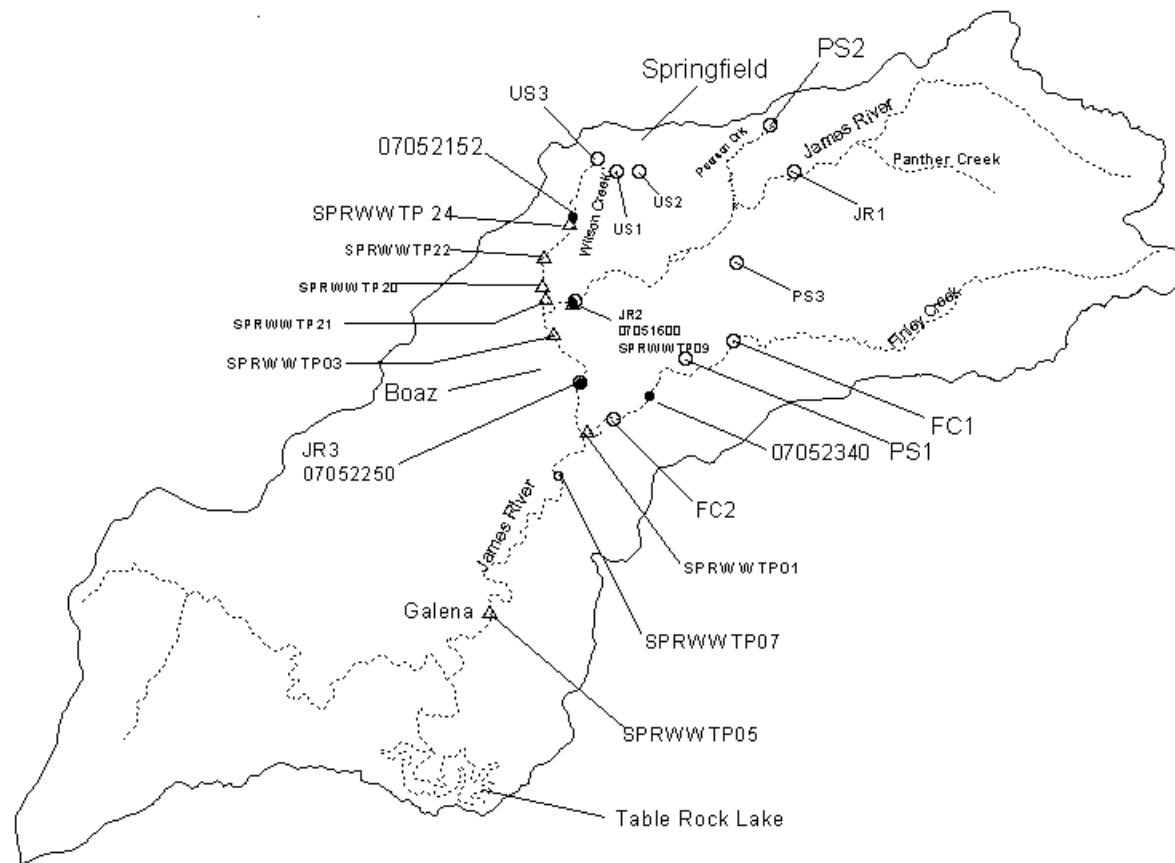 PS2
Springfield
US3
James River
07052152
Pearson Crk
Panther Creek
SPRWWTP 24
Wilson Creek
US1
US2
JR1
SPRWWTP22
SPRWWTP20
PS3
SPRWWTP21
JR2
07051600
SPRWWTP09
Finley Creek
SPRWWTP03
Boaz
FC1
JR3
07052250
07052340
PS1
FC2
James River
SPRWWTP01
Galena
SPRWWTP07
SPRWWTP05
Table Rock Lake